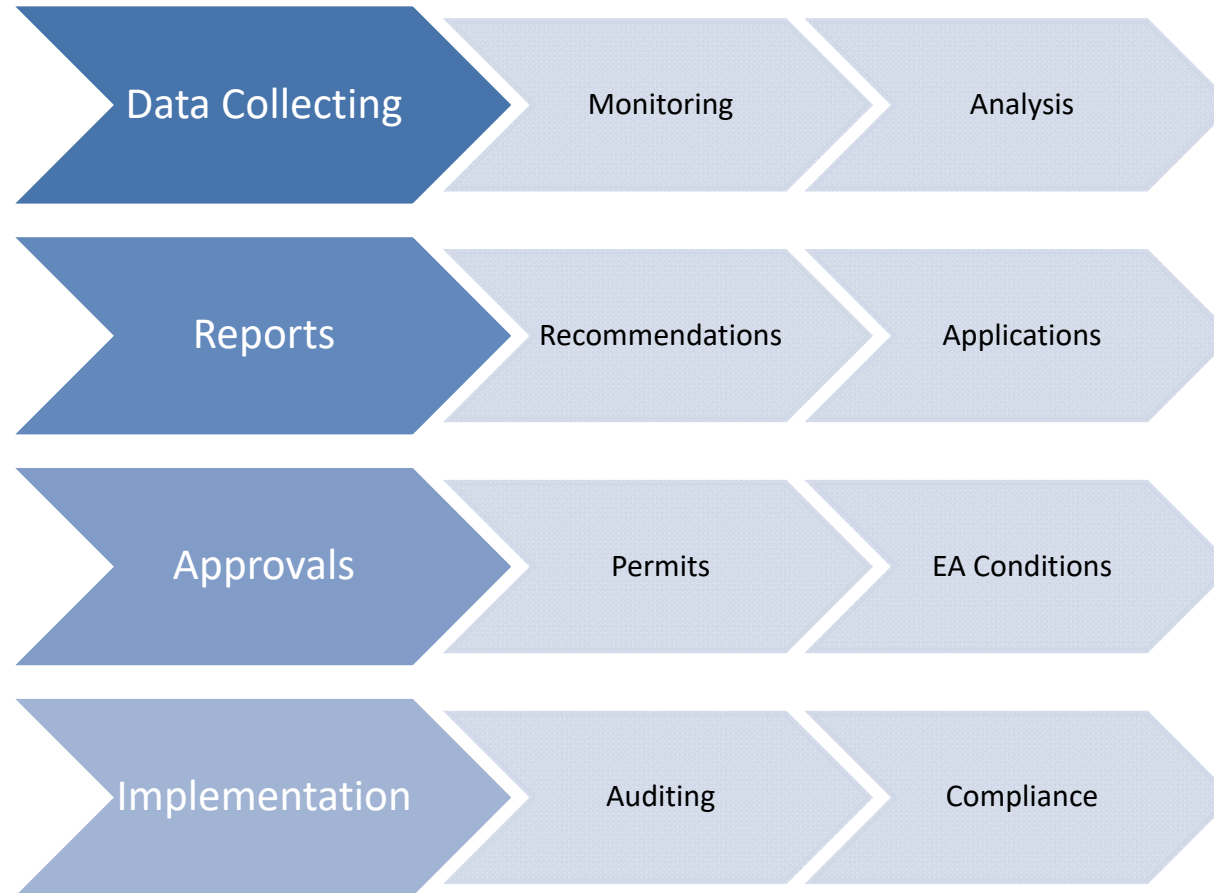 Data Collecting
Monitoring
Analysis
Reports
Recommendations
Applications
Approvals
Permits
EA Conditions
Implementation
Auditing
Compliance